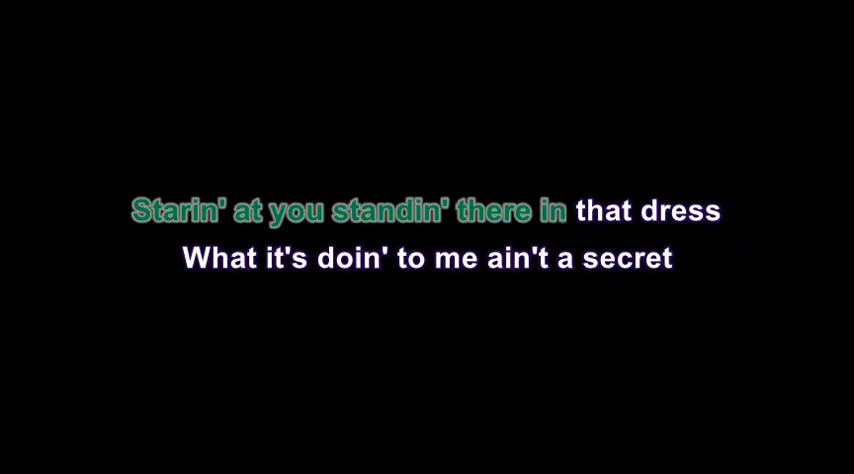 Starin' at you standin' there in that dress
What it's doin' to me ain't a secret